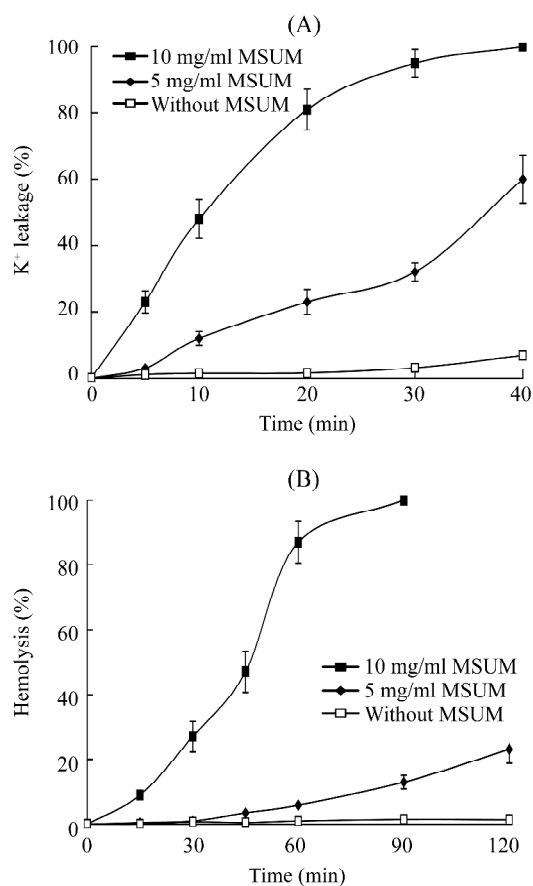 (A)
100
80
60
40
20
0
K⁺ leakage (%)
10 mg/ml MSUM
5 mg/ml MSUM
Without MSUM
0 10 20 30 40
Time (min)
(B)
100
80
60
40
20
0
Hemolysis (%)
10 mg/ml MSUM
5 mg/ml MSUM
Without MSUM
0 30 60 90 120
Time (min)